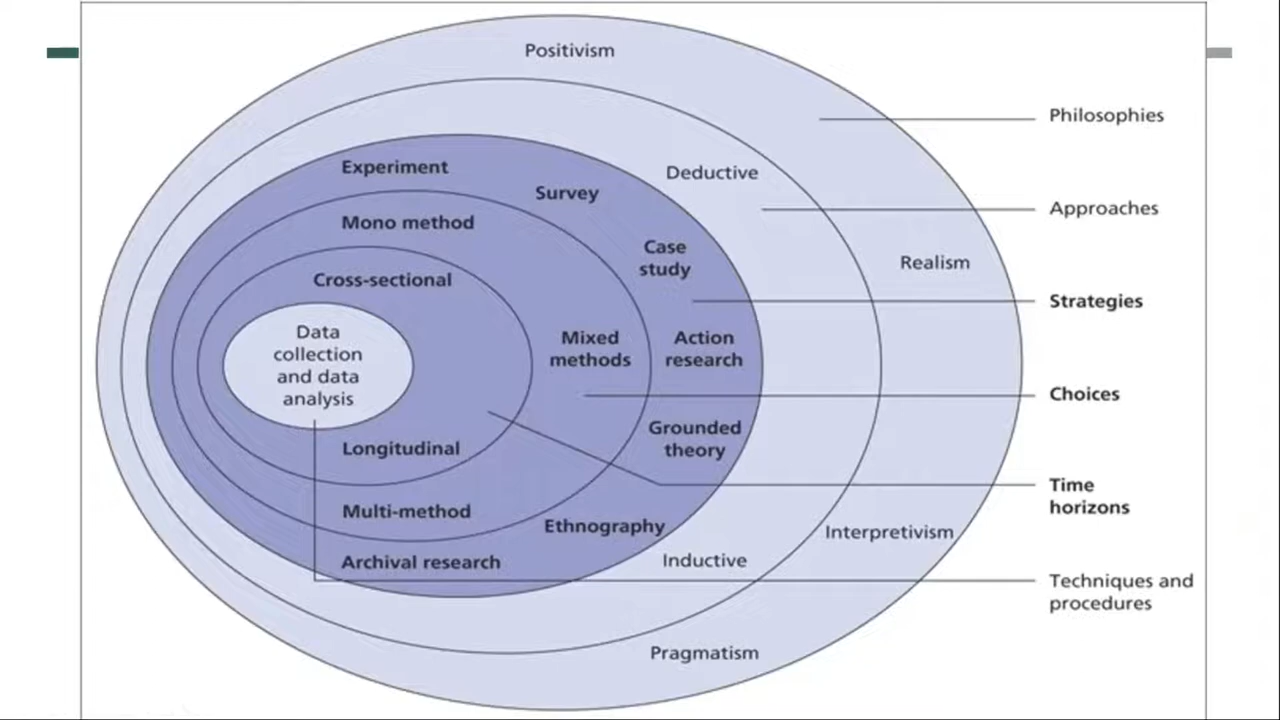 Positivism
Philosophies
Experiment
Deductive
Survey
Approaches
Mono method
Case
study
Realism
Cross-sectional
Strategies
Data
collection
and data
analysis
Mixed
methods
Action
research
Choices
Longitudinal
Grounded
theory
Time
horizons
Multi-method
Ethnography
Interpretivism
Archival research
Inductive
Techniques and
procedures
Pragmatism